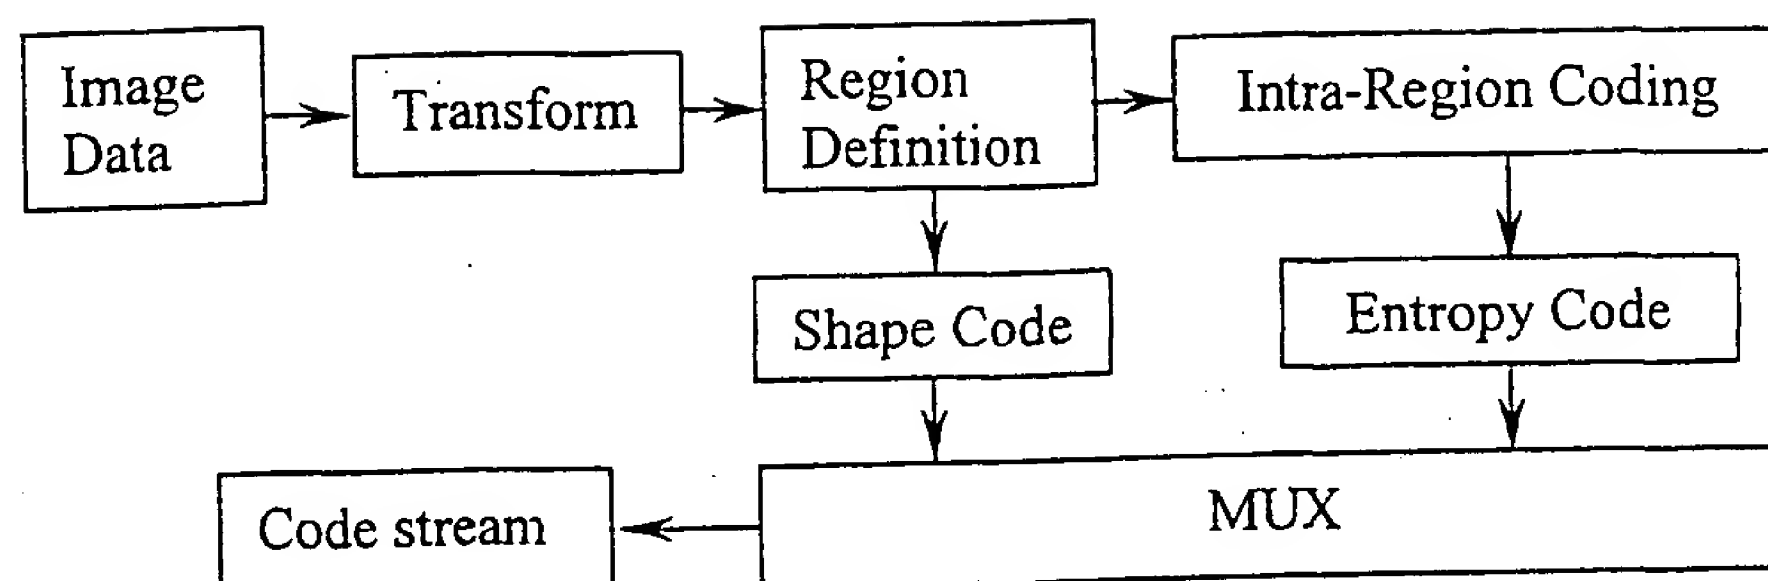 Image
Data
Transform
Region
Definition
Intra-Region Coding
Shape Code
Entropy Code
MUX
Code stream